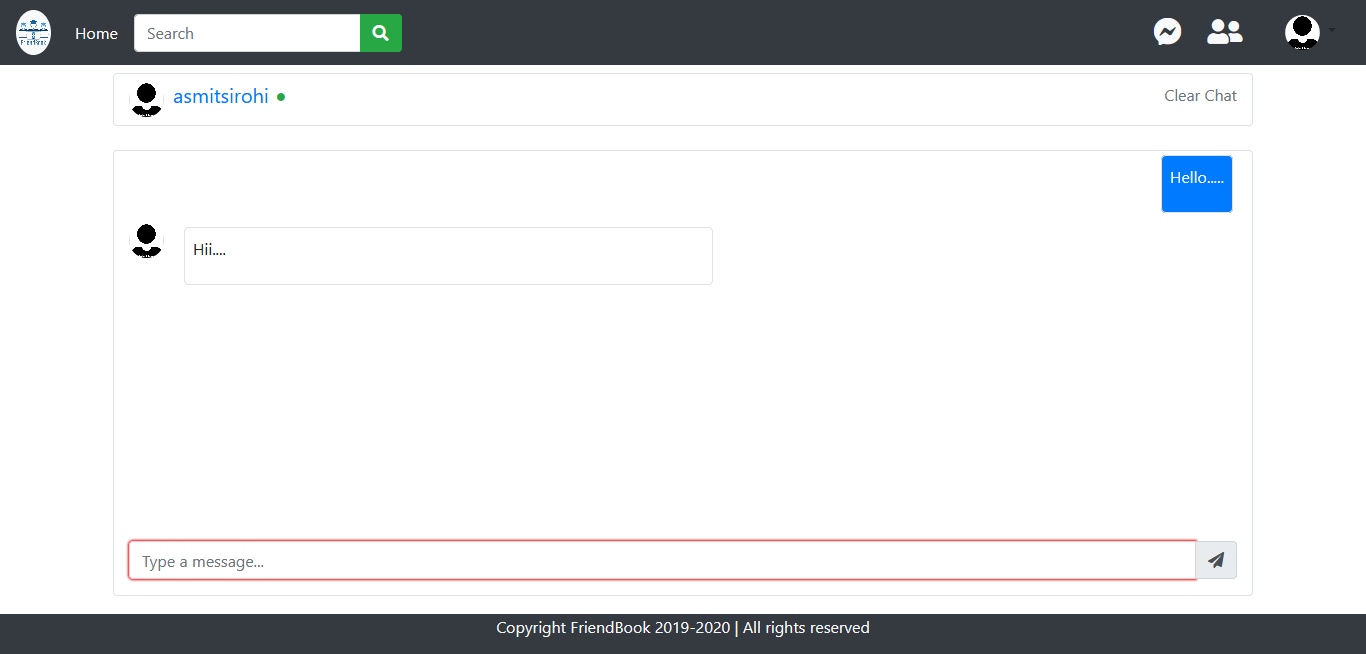 Home
Search
asmitsirohi
Clear Chat
Hello.....
Hii....
Type a message...
Copyright FriendBook 2019-2020 | All rights reserved